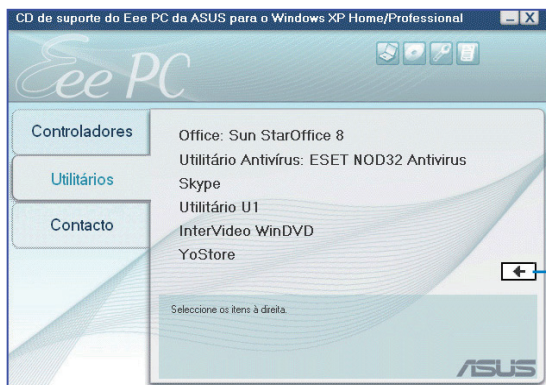 CD de suporte do Eee PC da ASUS para o Windows XP Home/Professional
Eee PC
Controladores
Utilitários
Contacto
Office: Sun StarOffice 8
Utilitário Antivírus: ESET NOD32 Antivirus
Skype
Utilitário U1
InterVideo WinDVD
YoStore
Seleccione os itens à direita.
ASUS